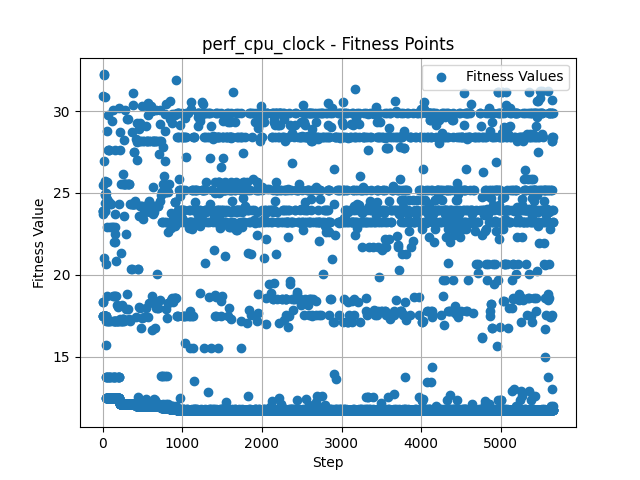 perf_cpu_clock - Fitness Points
Fitness Values
Fitness Value
30
25
20
15
0 1000 2000 3000 4000 5000
Step